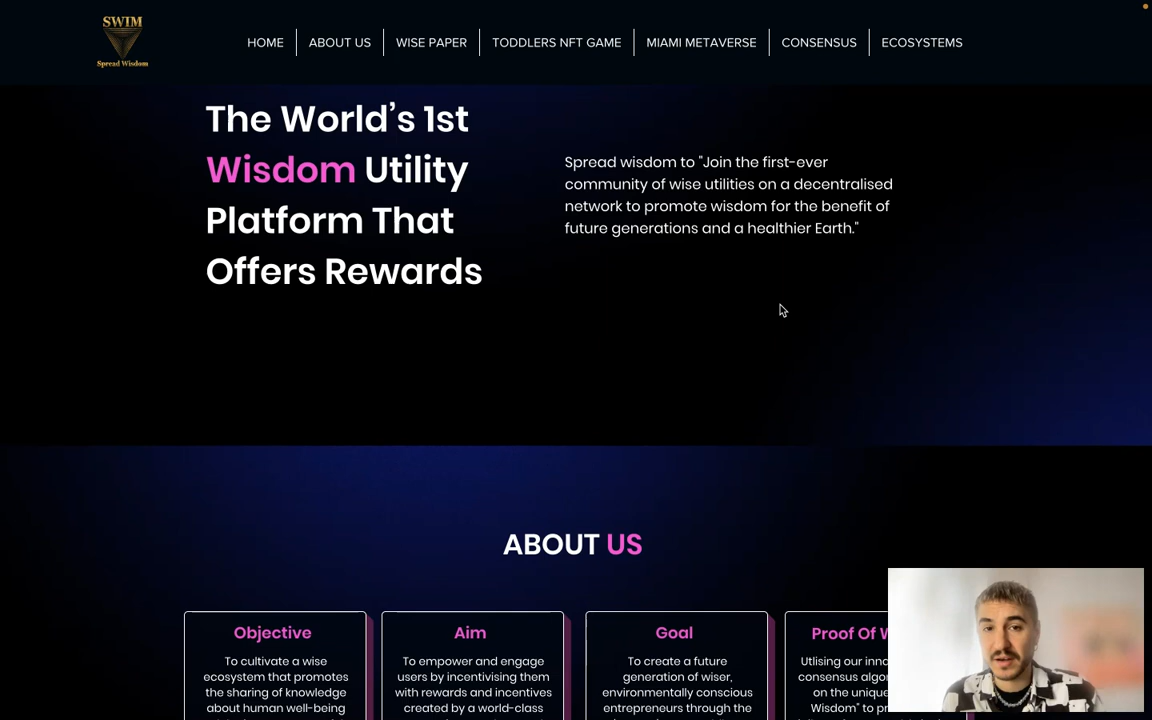 SWIM
Spread Wisdom
HOME
ABOUT US
WISE PAPER
TODDLERS NFT GAME
MIAMI METAVERSE
CONSENSUS
ECOSYSTEMS
The World's 1st
Wisdom Utility
Platform That
Offers Rewards
Spread wisdom to "Join the first-ever
community of wise utilities on a decentralised
network to promote wisdom for the benefit of
future generations and a healthier Earth."
ABOUT US
Objective
To cultivate a wise
ecosystem that promotes
the sharing of knowledge
about human well-being
Aim
To empower and engage
users by incentivising them
with rewards and incentives
created by a world-class
Goal
To create a future
generation of wiser,
environmentally conscious
entrepreneurs through the
Proof Of
Utlising our
consensus
on the
Wisdom" to